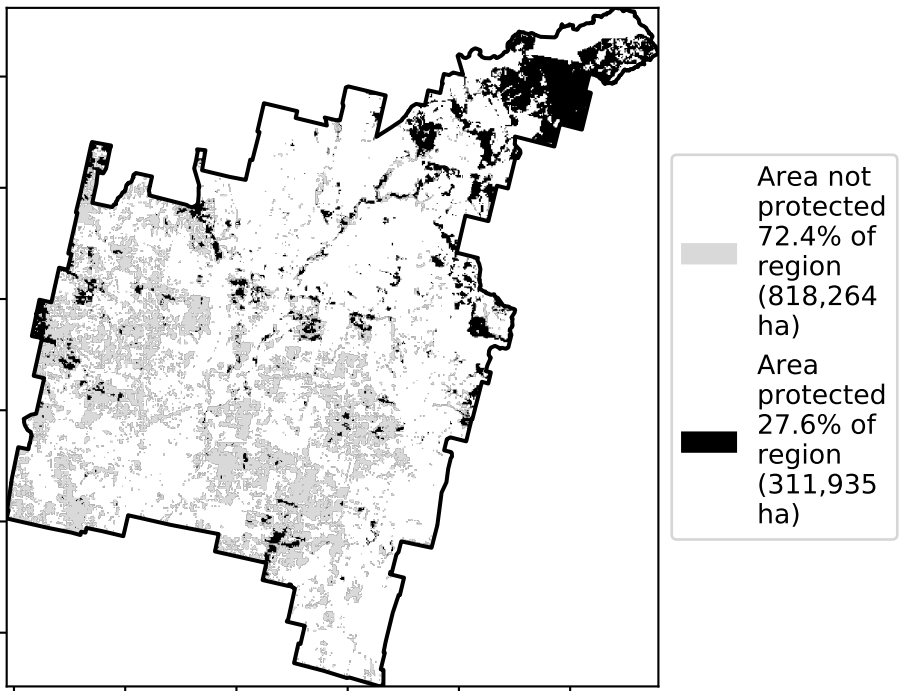 Area not
protected
72.4% of
region
(818,264
ha)
Area
protected
27.6% of
region
(311,935
ha)